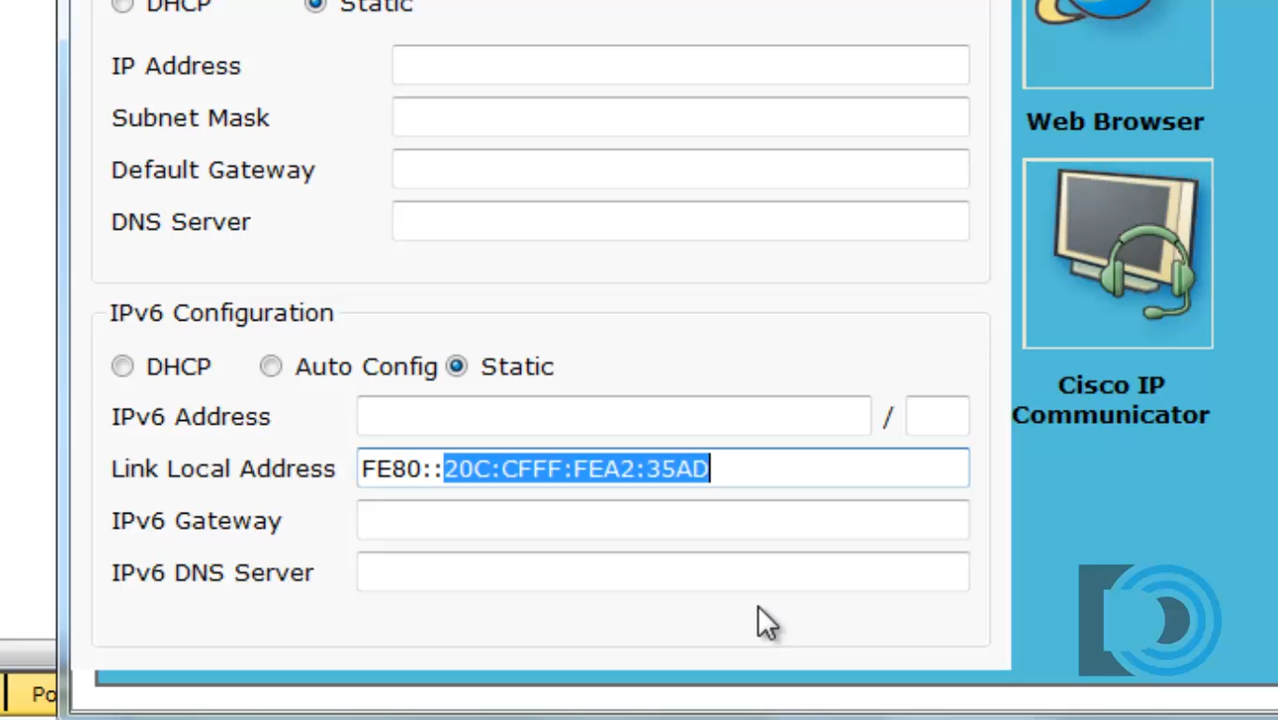 DHCP Static
IP Address
Subnet Mask
Default Gateway
DNS Server
Web Browser
IPv6 Configuration
DHCP Auto Config Static
IPv6 Address /
Link Local Address FE80::20C:CFFF:FEA2:35AD
IPv6 Gateway
IPv6 DNS Server
Cisco IP
Communicator
Po